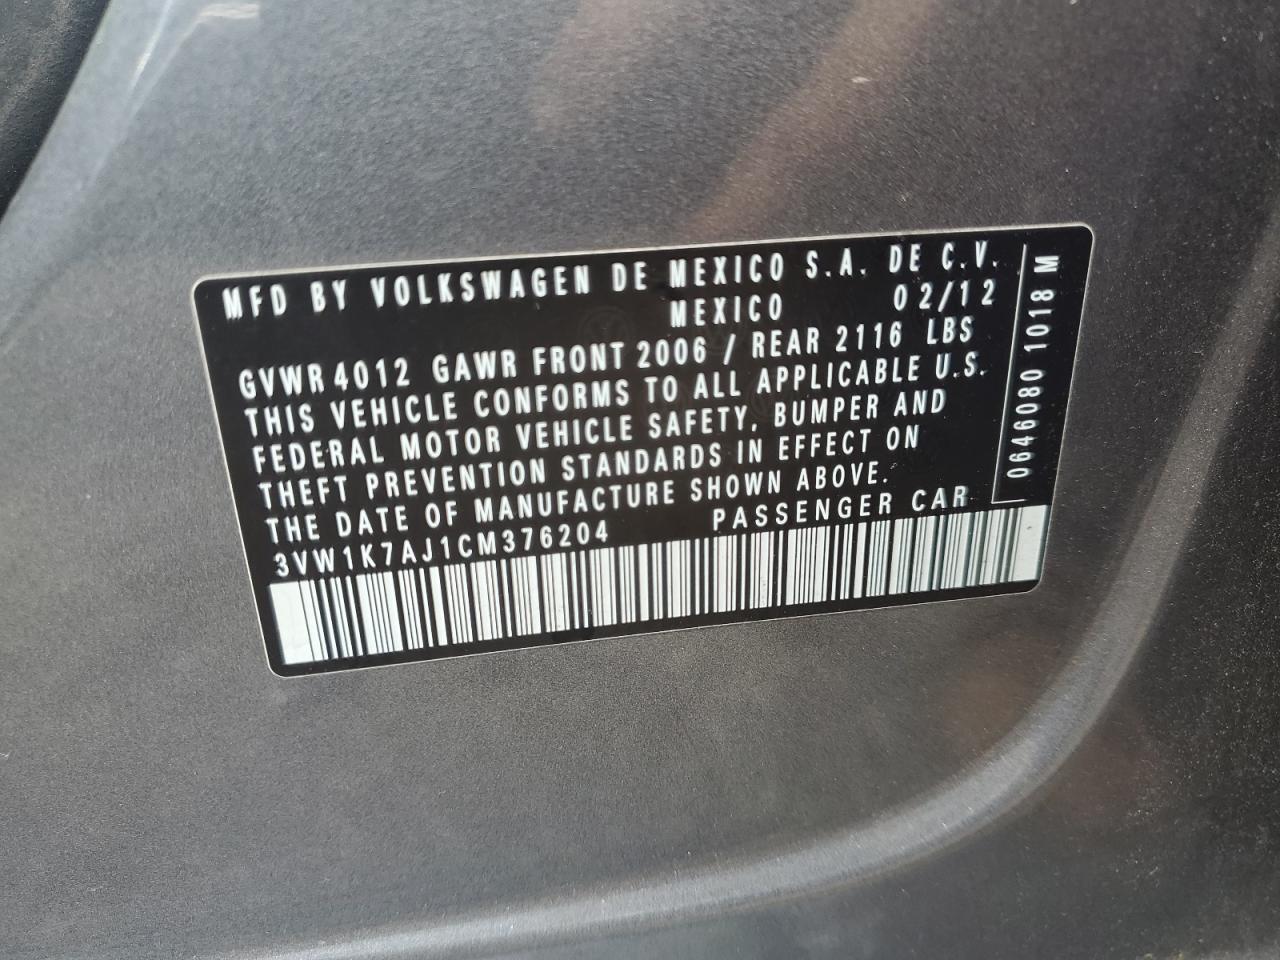 MFD BY VOLKSWAGEN DE MEXICO S.A. DE C.V.
MEXICO 02/12
GVWR 4012 GAWR FRONT 2006 / REAR 2116 LBS
THIS VEHICLE CONFORMS TO ALL APPLICABLE U.S.
FEDERAL MOTOR VEHICLE SAFETY, BUMPER AND
THEFT PREVENTION STANDARDS IN EFFECT ON
THE DATE OF MANUFACTURE SHOWN ABOVE.
3VW1K7AJ1CM376204 PASSENGER CAR
0646080 1018 M